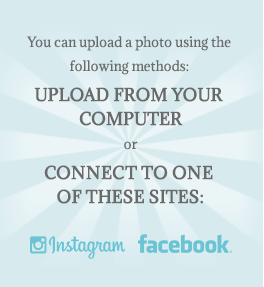 You can upload a photo using the
following methods:
UPLOAD FROM YOUR
COMPUTER
or
CONNECT TO ONE
OF THESE SITES:
Instagram facebook